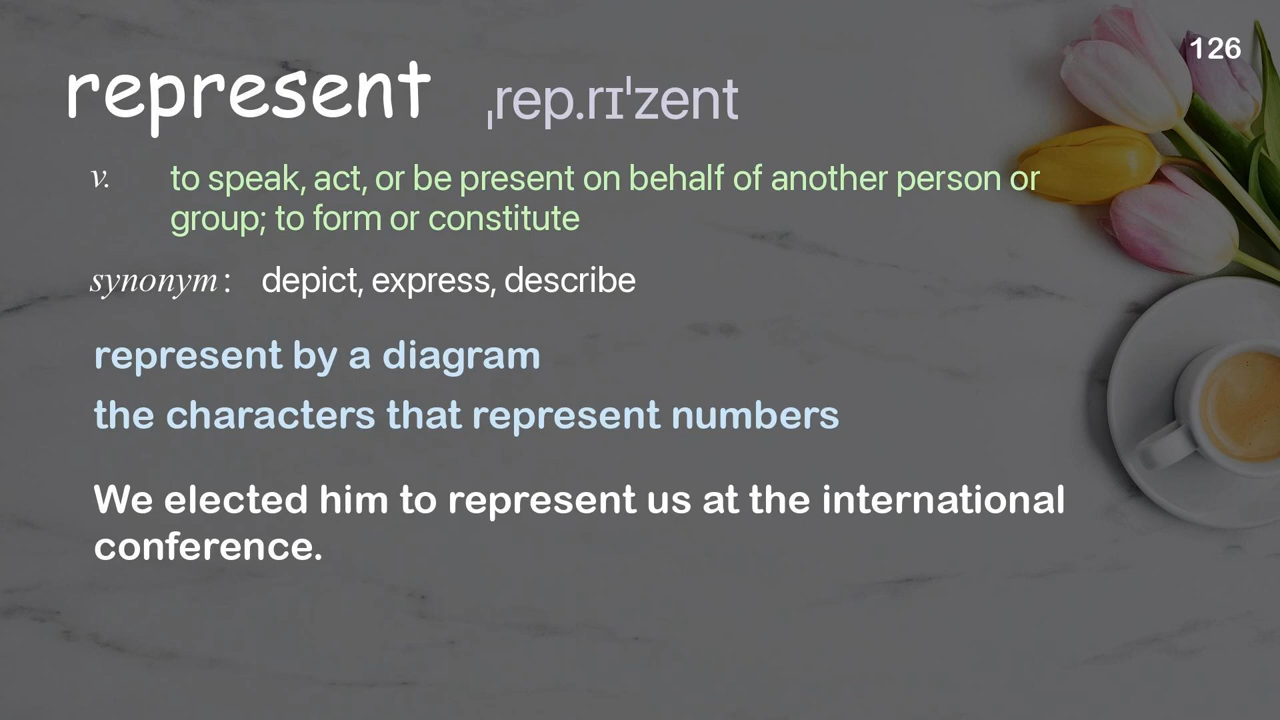 126
represent ˌrep.rɪˈzent
v. to speak, act, or be present on behalf of another person or
group; to form or constitute
synonym: depict, express, describe
represent by a diagram
the characters that represent numbers
We elected him to represent us at the international
conference.